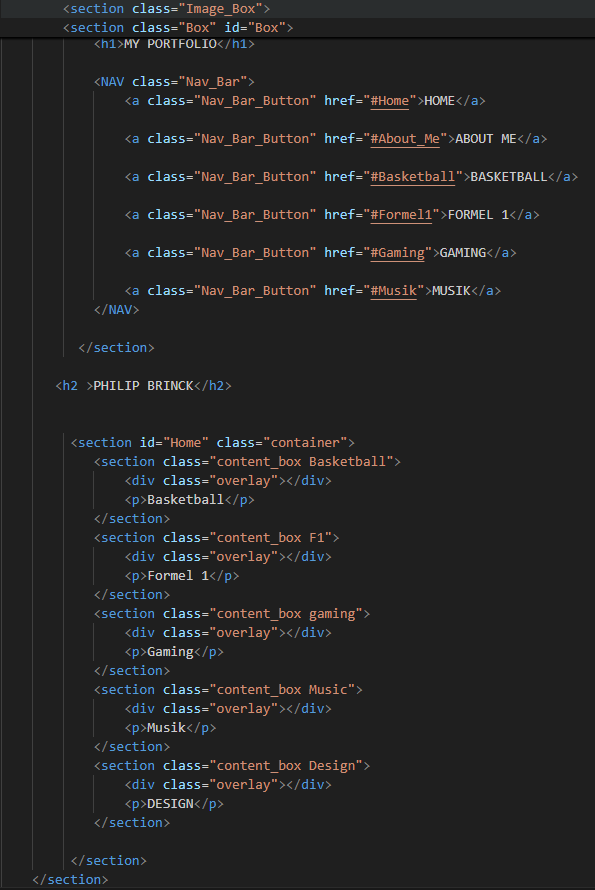 <section class="Image_Box">
<section class="Box" id="Box">
<h1>MY PORTFOLIO</h1>
<NAV class="Nav_Bar">
<a class="Nav_Bar_Button" href="#Home">HOME</a>
<a class="Nav_Bar_Button" href="#About_Me">ABOUT ME</a>
<a class="Nav_Bar_Button" href="#Basketball">BASKETBALL</a>
<a class="Nav_Bar_Button" href="#Formel1">FORMEL 1</a>
<a class="Nav_Bar_Button" href="#Gaming">GAMING</a>
<a class="Nav_Bar_Button" href="#Musik">MUSIK</a>
</NAV>
</section>
<h2 >PHILIP BRINCK</h2>
<section id="Home" class="container">
<section class="content_box Basketball">
<div class="overlay"></div>
<p>Basketball</p>
</section>
<section class="content_box F1">
<div class="overlay"></div>
<p>Formel 1</p>
</section>
<section class="content_box gaming">
<div class="overlay"></div>
<p>Gaming</p>
</section>
<section class="content_box Music">
<div class="overlay"></div>
<p>Musik</p>
</section>
<section class="content_box Design">
<div class="overlay"></div>
<p>DESIGN</p>
</section>
</section>
</section>